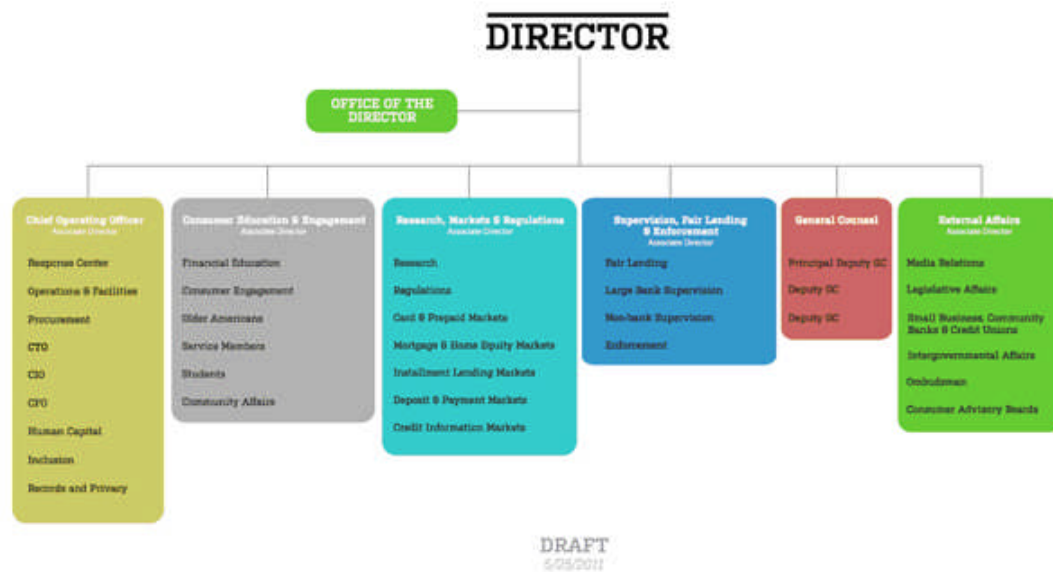 DIRECTOR
OFFICE OF THE
DIRECTOR
Chief Operating Officer
Associate Director
Response Center
Operations & Facilities
Procurement
CTO
CIO
CFO
Human Capital
Inclusion
Records and Privacy
Consumer Education & Engagement
Associate Director
Financial Education
Consumer Engagement
Older Americans
Service Members
Students
Community Affairs
Research, Markets & Regulations
Associate Director
Research
Regulations
Card & Prepaid Markets
Mortgage & Home Equity Markets
Installment Lending Markets
Deposit & Payment Markets
Credit Information Markets
Supervision, Fair Lending
& Enforcement
Associate Director
Fair Lending
Large Bank Supervision
Non-bank Supervision
Enforcement
General Counsel
Principal Deputy GC
Deputy GC
Deputy GC
External Affairs
Associate Director
Media Relations
Legislative Affairs
Small Business, Community
Banks & Credit Unions
Intergovernmental Affairs
Ombudsman
Consumer Advisory Boards
DRAFT